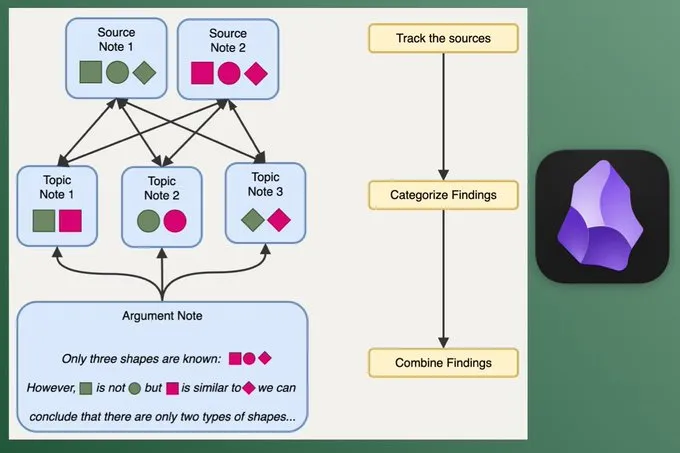 Source
Note 1
Source
Note 2
Track the sources
Topic
Note 1
Topic
Note 2
Topic
Note 3
Categorize Findings
Argument Note
Only three shapes are known:
However, is not but is similar to we can
conclude that there are only two types of shapes...
Combine Findings